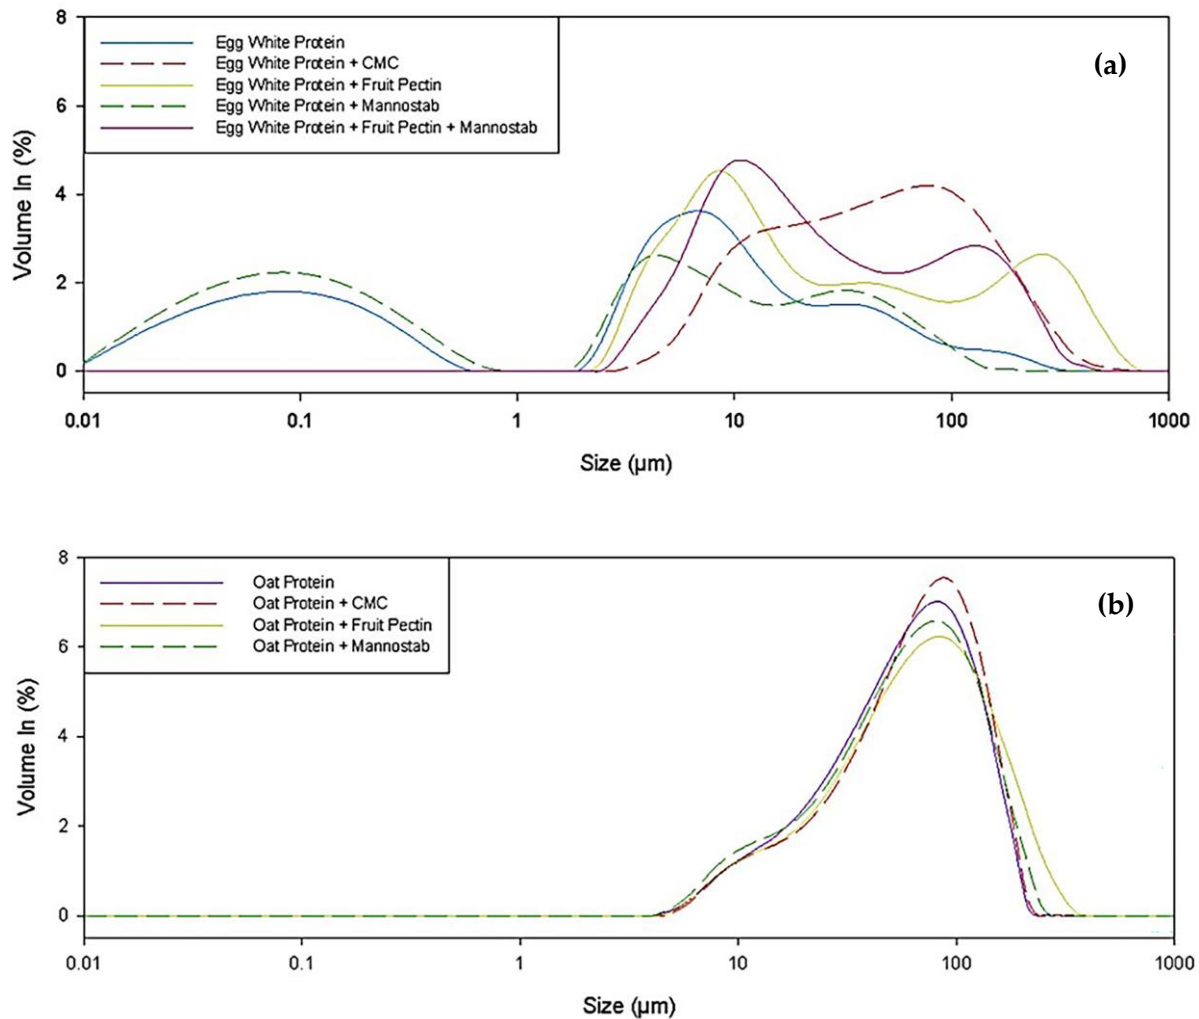 8
6
4
2
0
Volume In (%)
Egg White Protein
Egg White Protein + CMC
Egg White Protein + Fruit Pectin
Egg White Protein + Mannostab
Egg White Protein + Fruit Pectin + Mannostab
(a)
0.01 0.1 1 10 100 1000
Size (µm)
8
6
4
2
0
Volume In (%)
Oat Protein
Oat Protein + CMC
Oat Protein + Fruit Pectin
Oat Protein + Mannostab
(b)
0.01 0.1 1 10 100 1000
Size (µm)